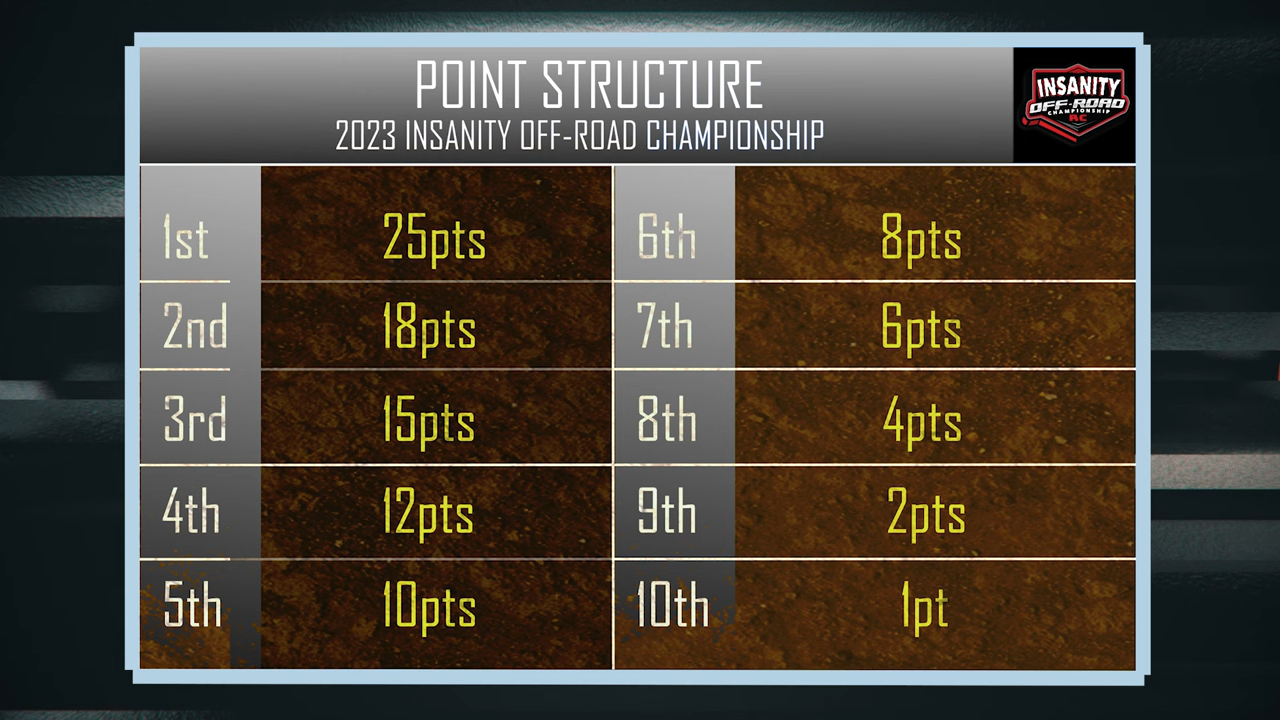 POINT STRUCTURE
2023 INSANITY OFF-ROAD CHAMPIONSHIP
INSANITY
OFF-ROAD
CHAMPIONSHIP
RC
1st 25pts 6th 8pts
2nd 18pts 7th 6pts
3rd 15pts 8th 4pts
4th 12pts 9th 2pts
5th 10pts 10th 1pt